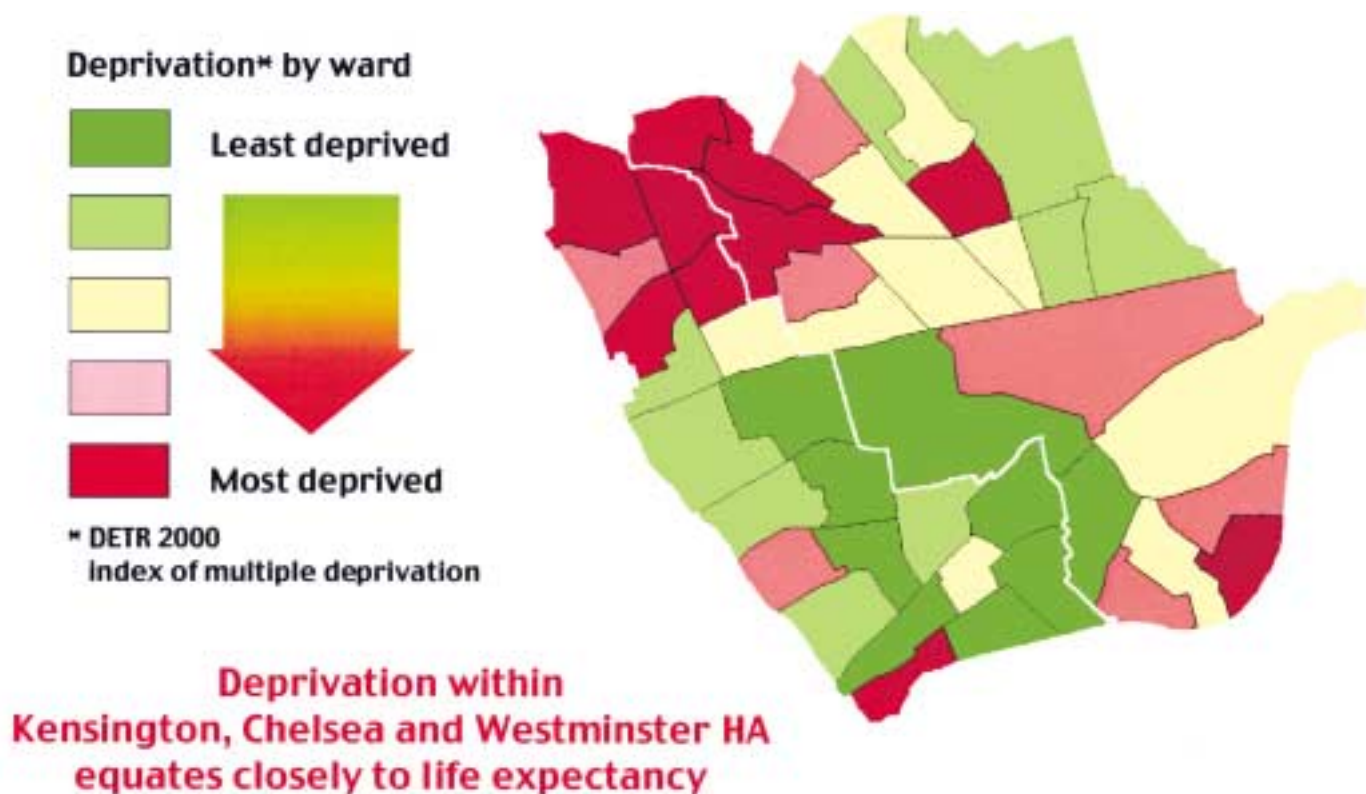 Deprivation* by ward
Least deprived
Most deprived
* DETR 2000
Index of multiple deprivation
Deprivation within
Kensington, Chelsea and Westminster HA
equates closely to life expectancy